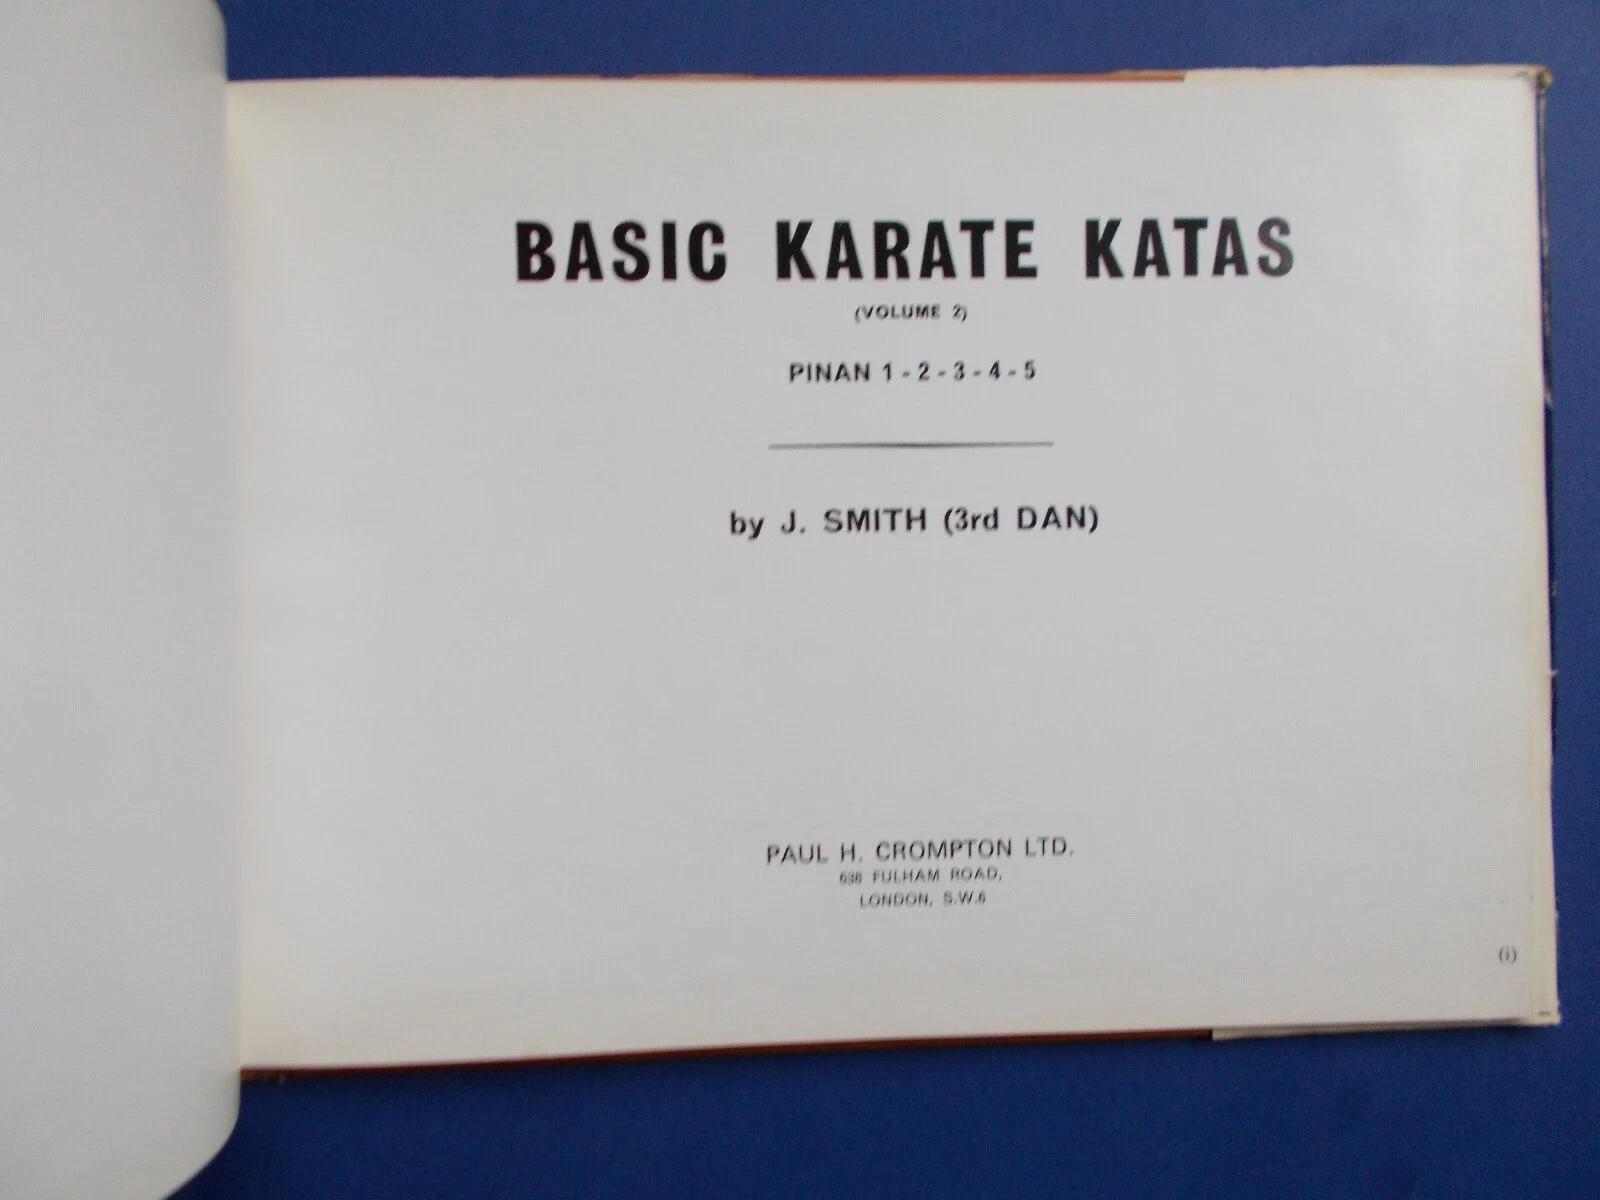 BASIC KARATE KATAS
(VOLUME 2)
PINAN 1 - 2 - 3 - 4 - 5
by J. SMITH (3rd DAN)
PAUL H. CROMPTON LTD.
638 FULHAM ROAD,
LONDON, S.W.6
(i)